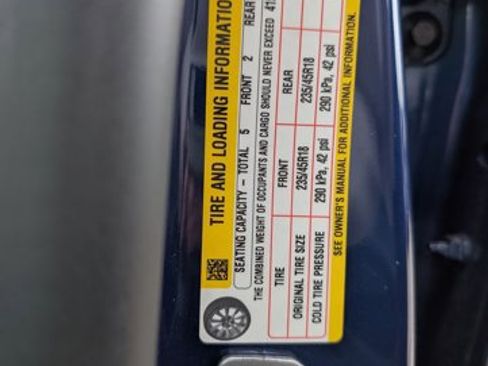 TIRE AND LOADING INFORMATION
SEATING CAPACITY – TOTAL 5 FRONT 2 REAR
THE COMBINED WEIGHT OF OCCUPANTS AND CARGO SHOULD NEVER EXCEED
TIRE FRONT REAR
ORIGINAL TIRE SIZE 235/45R18 235/45R18
COLD TIRE PRESSURE 290 kPa, 42 psi 290 kPa, 42 psi
SEE OWNER'S MANUAL FOR ADDITIONAL INFORMATION.